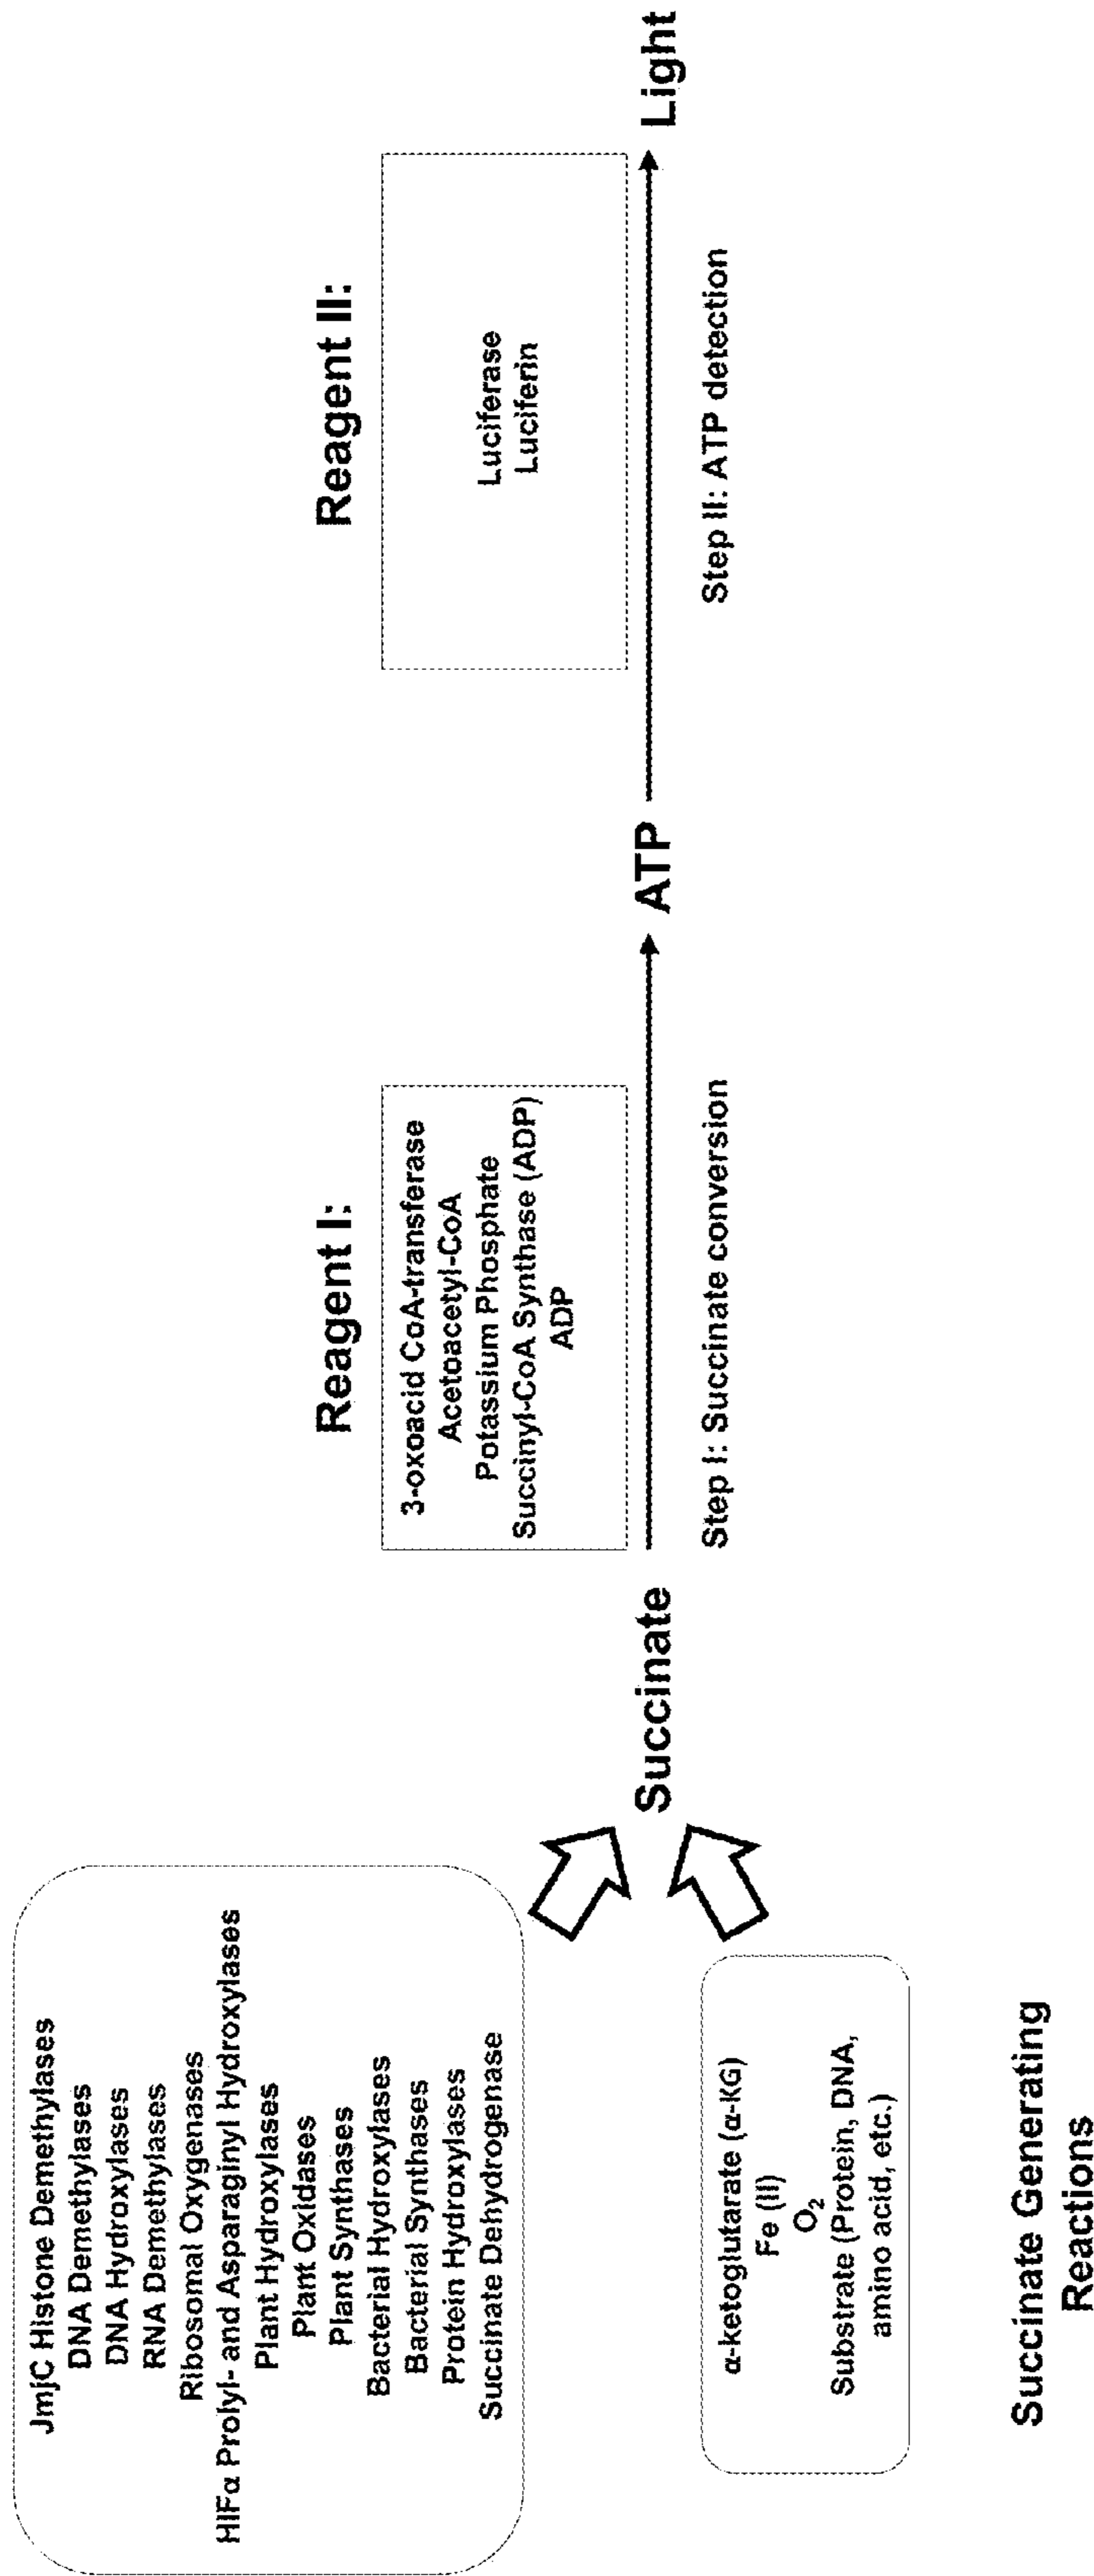 JmjC Histone Demethylases
DNA Demethylases
DNA Hydroxylases
RNA Demethylases
Ribosomal Oxygenases
HIFα Prolyl- and Asparaginyl Hydroxylases
Plant Hydroxylases
Plant Oxidases
Plant Synthases
Bacterial Hydroxylases
Bacterial Synthases
Protein Hydroxylases
Succinate Dehydrogenase
α-ketoglutarate (α-KG)
Fe (II)
O₂
Substrate (Protein, DNA,
amino acid, etc.)
Succinate Generating
Reactions
Succinate
Reagent I:
3-oxoacid CoA-transferase
Acetoacetyl-CoA
Potassium Phosphate
Succinyl-CoA Synthase (ADP)
ADP
Step I: Succinate conversion
ATP
Reagent II:
Luciferase
Luciferin
Step II: ATP detection
Light